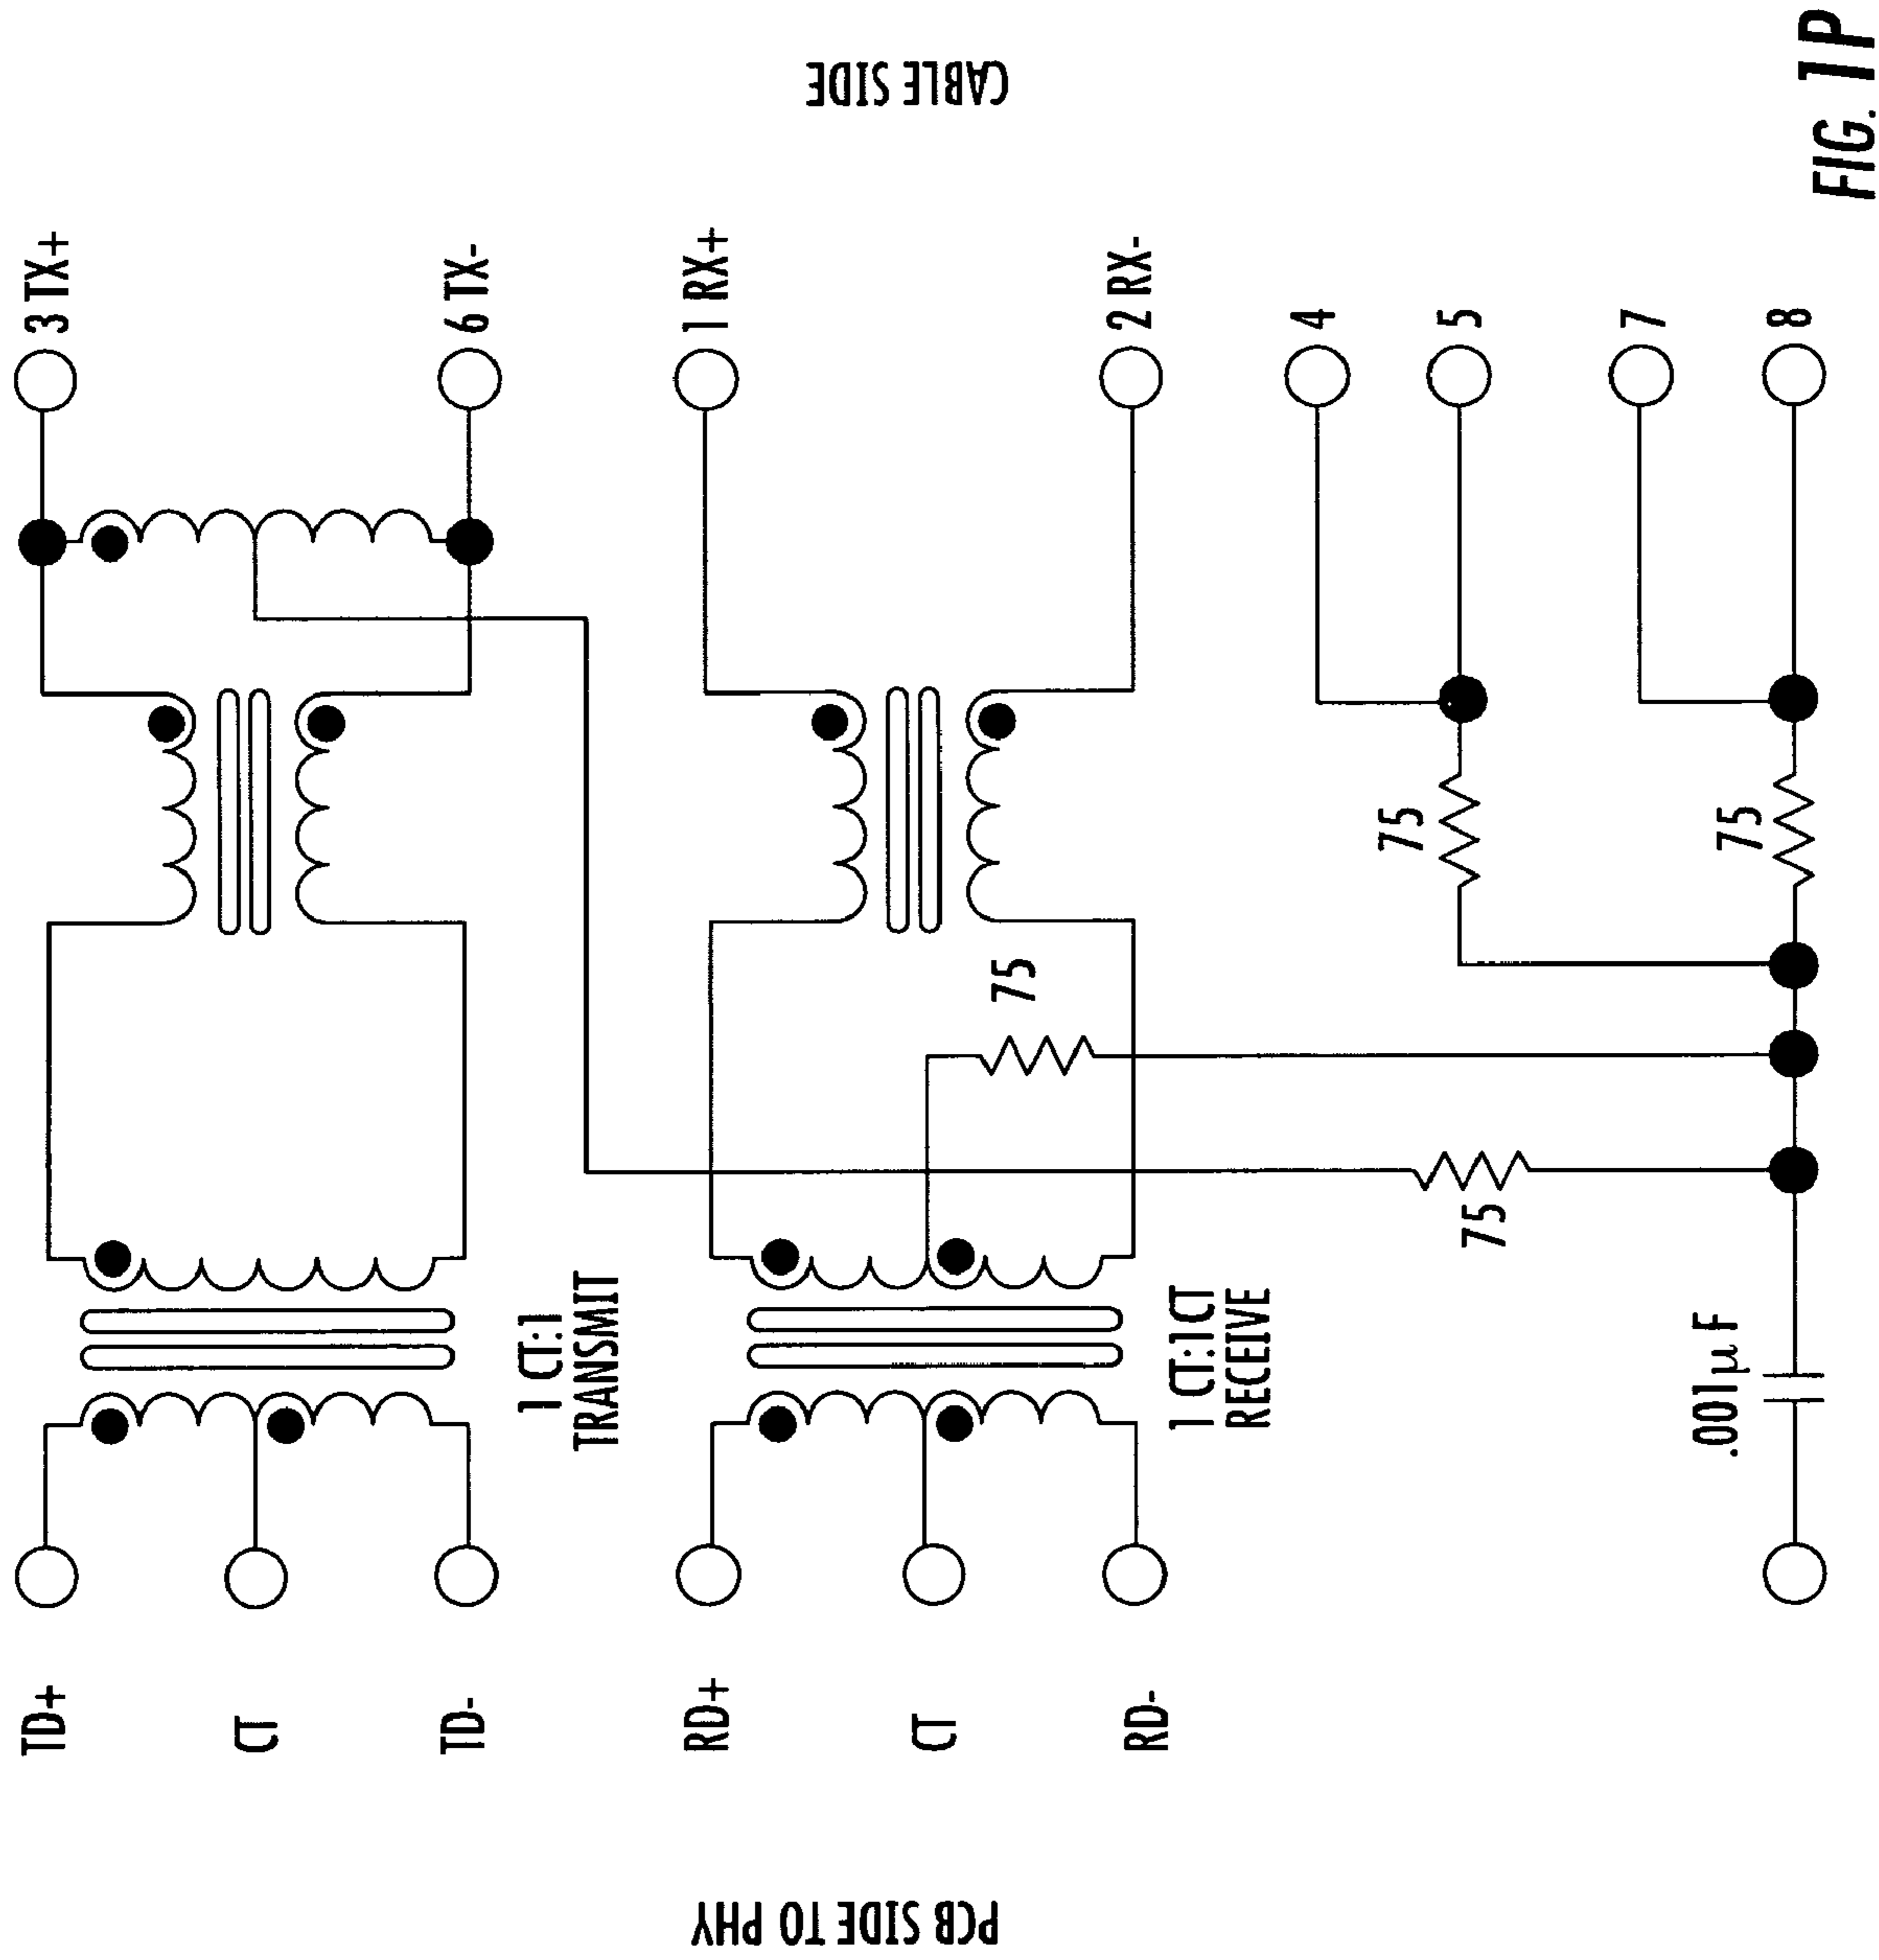 PCB SIDE TO PHY
CABLE SIDE
TD+
CT
TD-
1 CT:1
TRANSMIT
3 TX+
6 TX-
RD+
CT
RD-
1 CT:1 CT
RECEIVE
75
1 RX+
2 RX-
75
75
4
5
75
7
8
.001µF
FIG. 1P